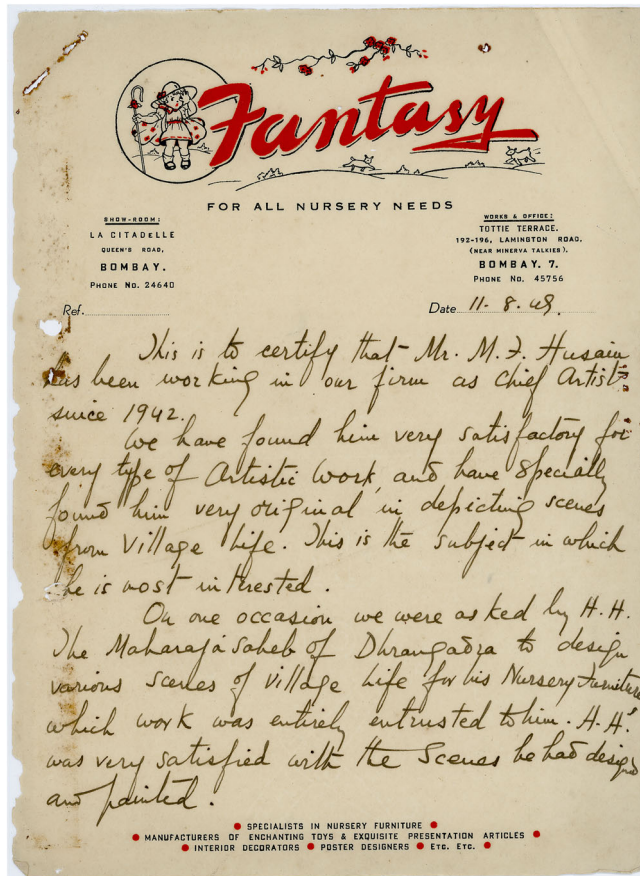 Fantasy
FOR ALL NURSERY NEEDS
SHOW-ROOM:
LA CITADELLE
QUEEN'S ROAD,
BOMBAY.
PHONE NO. 24640
WORKS & OFFICE:
TOTTIE TERRACE.
192-196, LAMINGTON ROAD.
(NEAR MINERVA TALKIES).
BOMBAY. 7.
PHONE NO. 45756
Ref.
Date 11. 8. 48.
This is to certify that Mr. M. F. Husain
has been working in our firm as Chief Artist
since 1942.
We have found him very satisfactory for
every type of Artistic Work, and have Specially
found him very original in depicting scenes
from Village Life. This is the subject in which
he is most interested.
On one occasion we were asked by H. H.
The Maharaja Saheb of Dhrangadra to design
various Scenes of Village Life for his Nursery Furniture
which work was entirely entrusted to him. H. H.
was very satisfied with the Scenes he had designed
and painted.
SPECIALISTS IN NURSERY FURNITURE
MANUFACTURERS OF ENCHANTING TOYS & EXQUISITE PRESENTATION ARTICLES
INTERIOR DECORATORS POSTER DESIGNERS ETC. ETC.